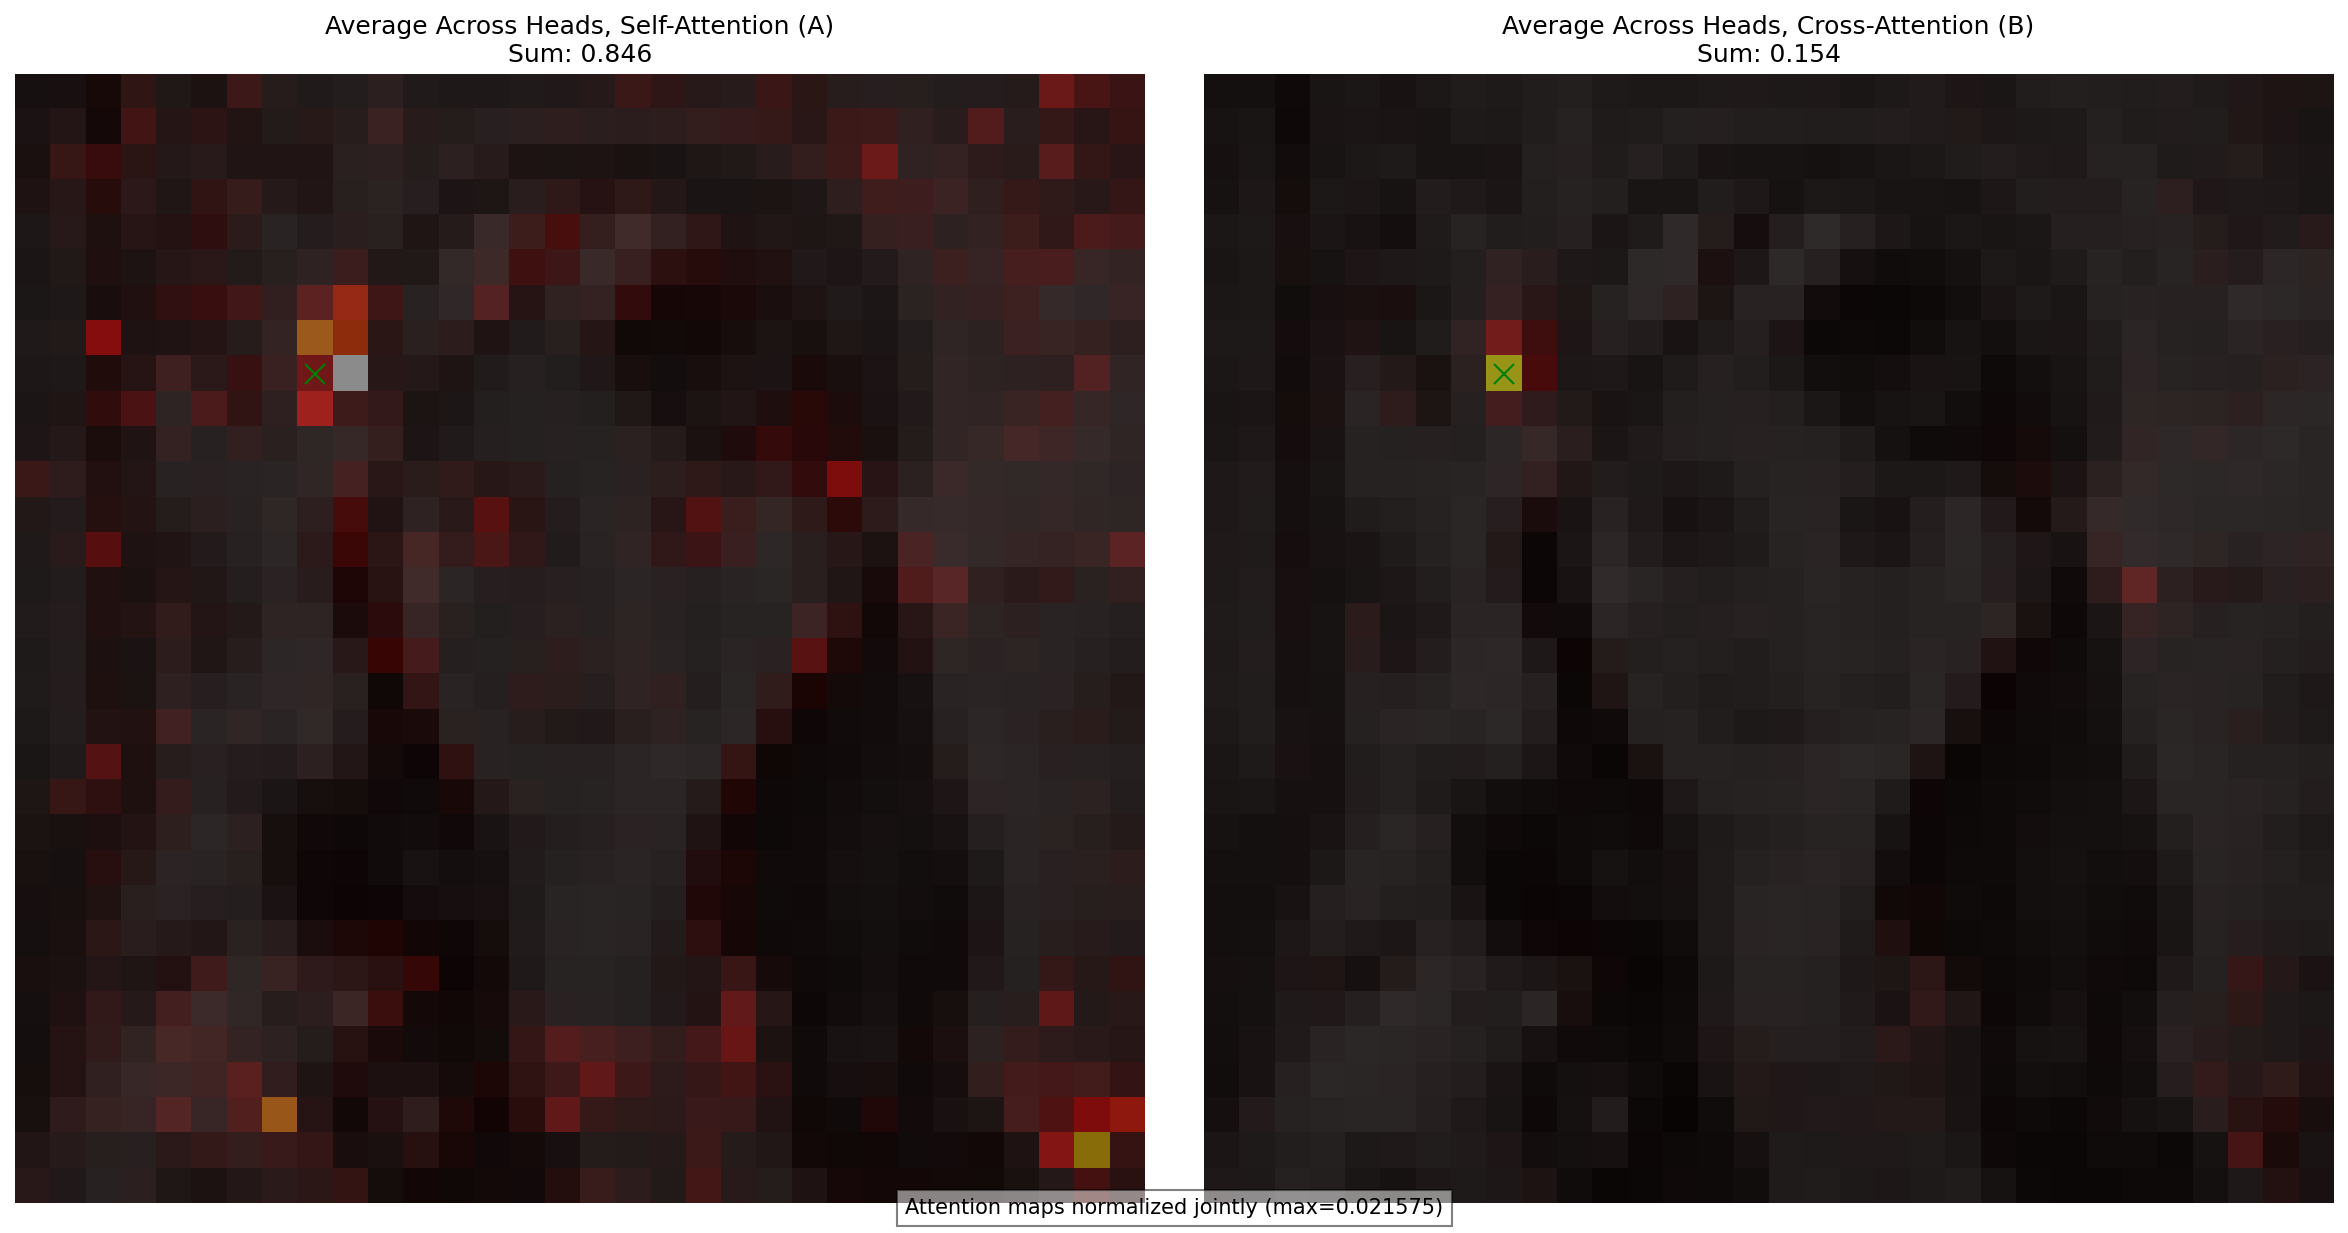 Average Across Heads, Self-Attention (A)
Sum: 0.846
Average Across Heads, Cross-Attention (B)
Sum: 0.154
Attention maps normalized jointly (max=0.021575)